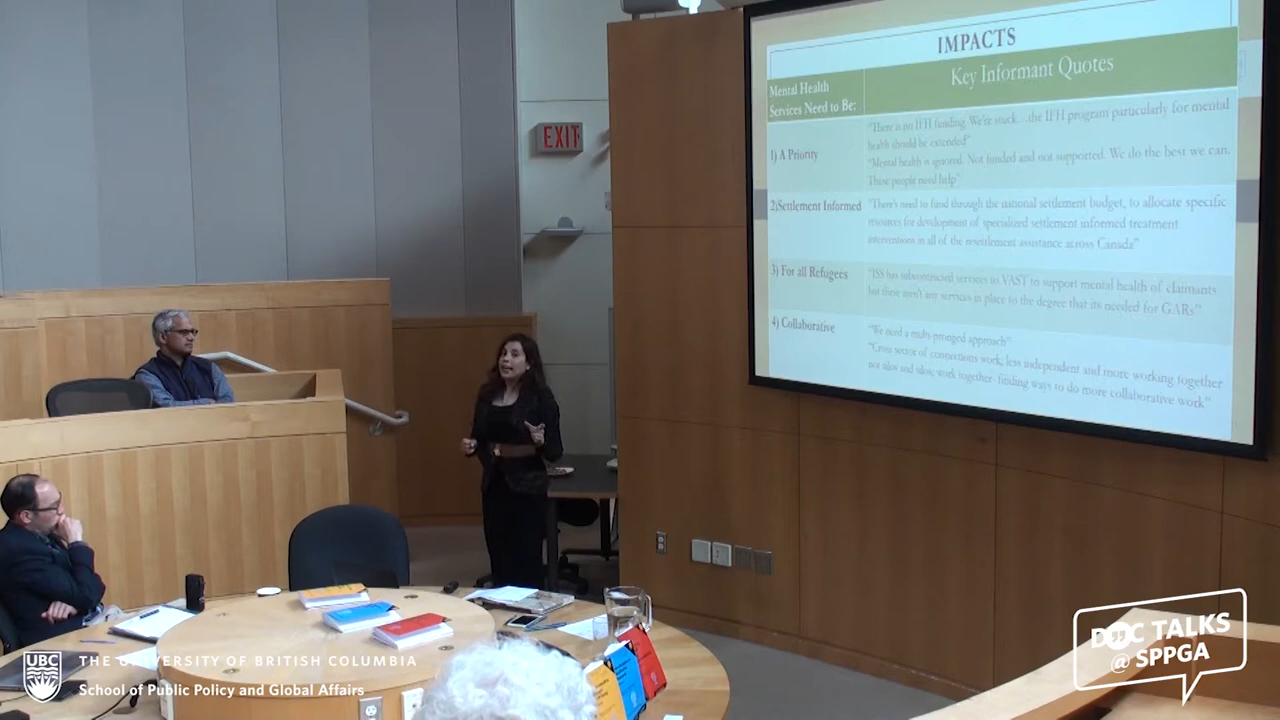 IMPACTS
Mental Health
Services Need to Be:
Key Informant Quotes
1) A Priority
"There is no IFH funding. We're stuck…the IFH program particularly for mental
health should be extended"
"Mental health is ignored. Not funded and not supported. We do the best we can.
These people need help"
2)Settlement Informed
"There's need to fund through the national settlement budget, to allocate specific
resources for development of specialized settlement informed treatment
interventions in all of the resettlement assistance across Canada"
3) For all Refugees
"ISS has subcontracted services to VAST to support mental health of claimants
but there aren't any services in place to the degree that its needed for GARs"
4) Collaborative
"We need a multi-pronged approach"
"Cross sector of connections work, less independent and more working together
not silos and silos; work together- finding ways to do more collaborative work"
EXIT
UBC
THE UNIVERSITY OF BRITISH COLUMBIA
School of Public Policy and Global Affairs
DOC TALKS
@ SPPGA